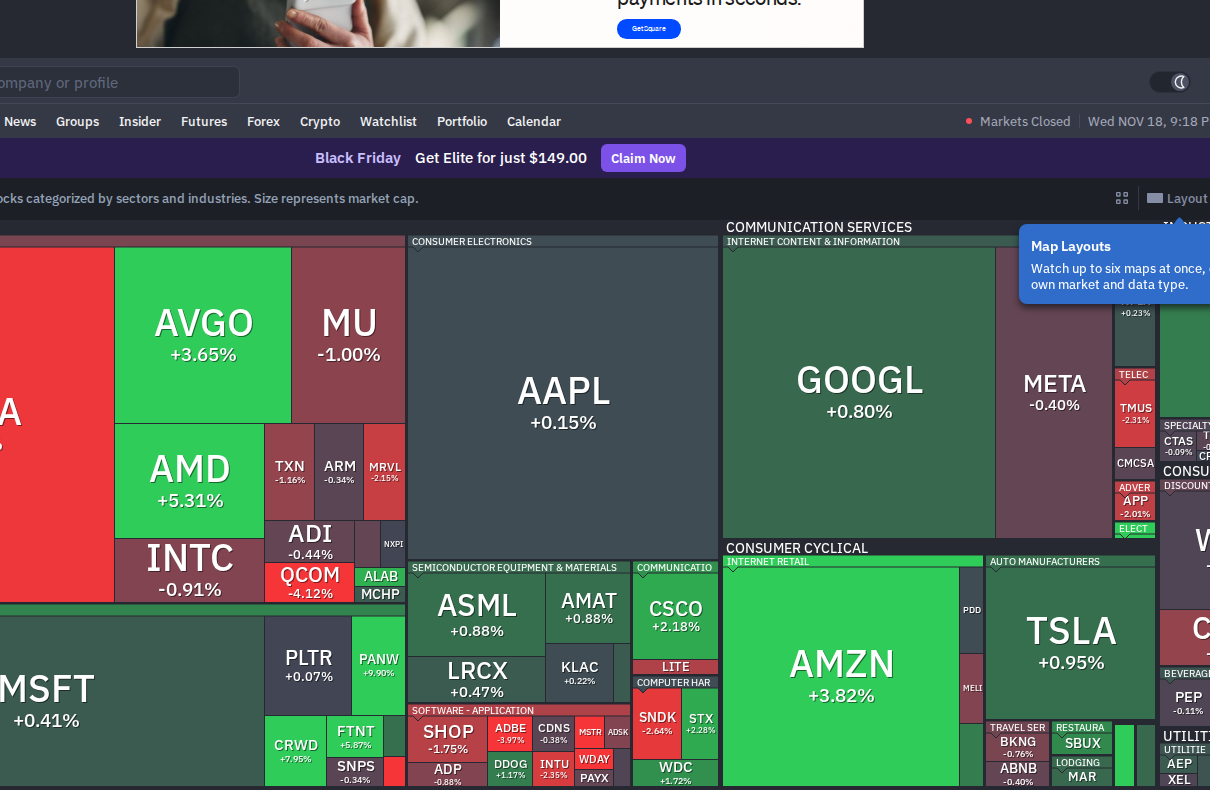 GetSquare
ompany or profile
News Groups Insider Futures Forex Crypto Watchlist Portfolio Calendar
Markets Closed Wed NOV 18, 9:18 P
Black Friday Get Elite for just $149.00 Claim Now
ocks categorized by sectors and industries. Size represents market cap.
Layout
Map Layouts
Watch up to six maps at once,
own market and data type.
A
AVGO
+3.65%
MU
-1.00%
AMD
+5.31%
INTC
-0.91%
TXN
-1.16%
ARM
-0.34%
MRVL
-2.15%
ADI
-0.44%
NXPI
QCOM
-4.12%
ALAB
MCHP
MSFT
+0.41%
PLTR
+0.07%
PANW
+9.90%
CRWD
+7.95%
FTNT
+5.87%
SNPS
-0.34%
CONSUMER ELECTRONICS
AAPL
+0.15%
SEMICONDUCTOR EQUIPMENT & MATERIALS
ASML
+0.88%
AMAT
+0.88%
LRCX
+0.47%
KLAC
+0.22%
COMMUNICATIO
CSCO
+2.18%
LITE
COMPUTER HAR
SNDK
-2.64%
STX
+2.28%
WDC
+1.72%
SOFTWARE - APPLICATION
SHOP
-1.75%
ADP
-0.88%
ADBE
-3.97%
DDOG
+1.17%
CDNS
-0.38%
INTU
-2.35%
MSTR
ADSK
WDAY
PAYX
COMMUNICATION SERVICES
INTERNET CONTENT & INFORMATION
GOOGL
+0.80%
META
-0.40%
+0.23%
TELEC
TMUS
-2.31%
CMCSA
ADVER
APP
-2.01%
ELECT
CONSUMER CYCLICAL
INTERNET RETAIL
AMZN
+3.82%
PDD
MELI
AUTO MANUFACTURERS
TSLA
+0.95%
TRAVEL SER
BKNG
-0.76%
ABNB
-0.40%
RESTAURA
SBUX
LODGING
MAR
SPECIALTY
CTAS
-0.09%
CONSU
DISCOUNT
W
C
BEVERAGE
PEP
-0.11%
UTILITI
UTILITIE
AEP
XEL